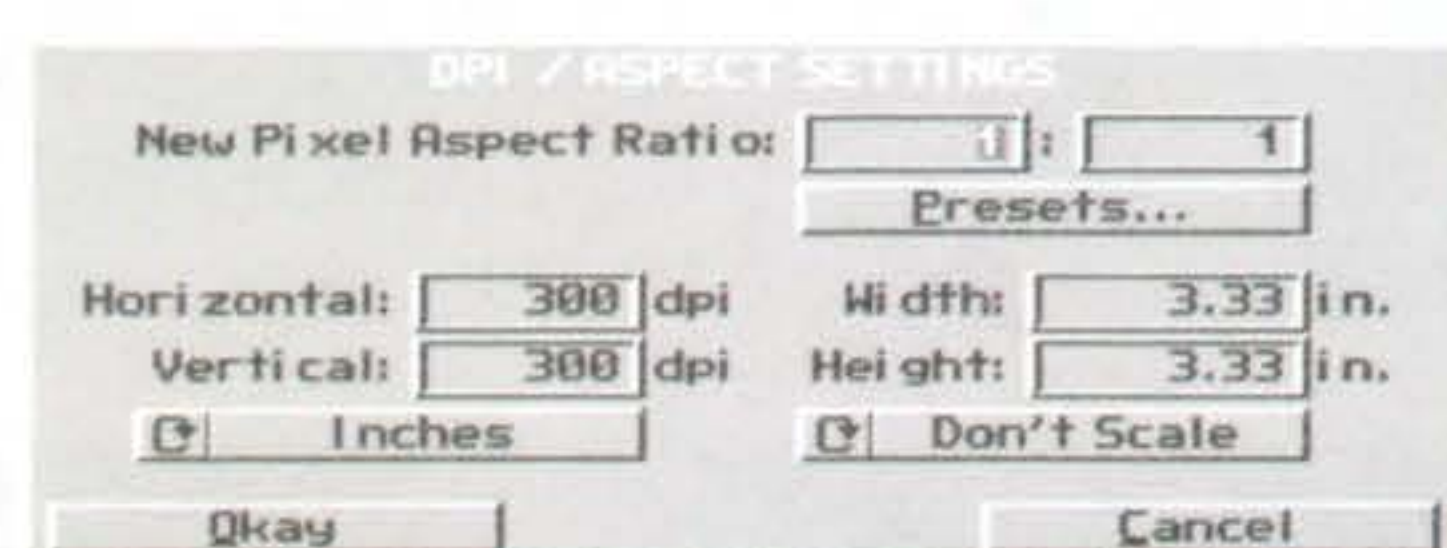 DPI / ASPECT SETTINGS
New Pixel Aspect Ratio: 1 : 1
Presets...
Horizontal: 300 dpi Width: 3.33 in.
Vertical: 300 dpi Height: 3.33 in.
Inches Don't Scale
Okay Cancel